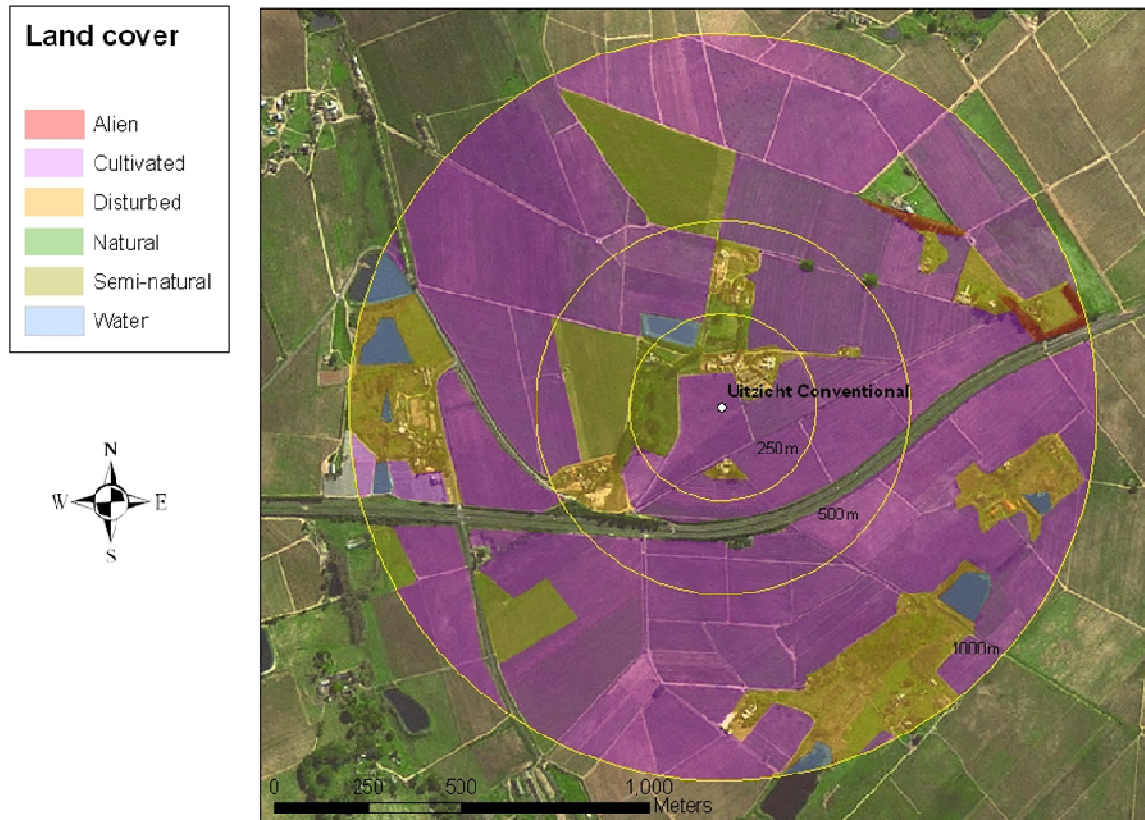 Land cover
Alien
Cultivated
Disturbed
Natural
Semi-natural
Water
N
W E
S
Uitzicht Conventional
250m
500m
1000m
0 250 500 1,000
Meters